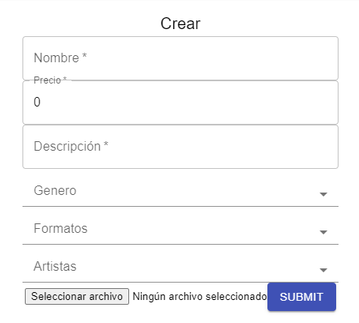 Crear
Nombre *
Precio *
0
Descripción *
Genero
Formatos
Artistas
Seleccionar archivo Ningún archivo seleccionado SUBMIT